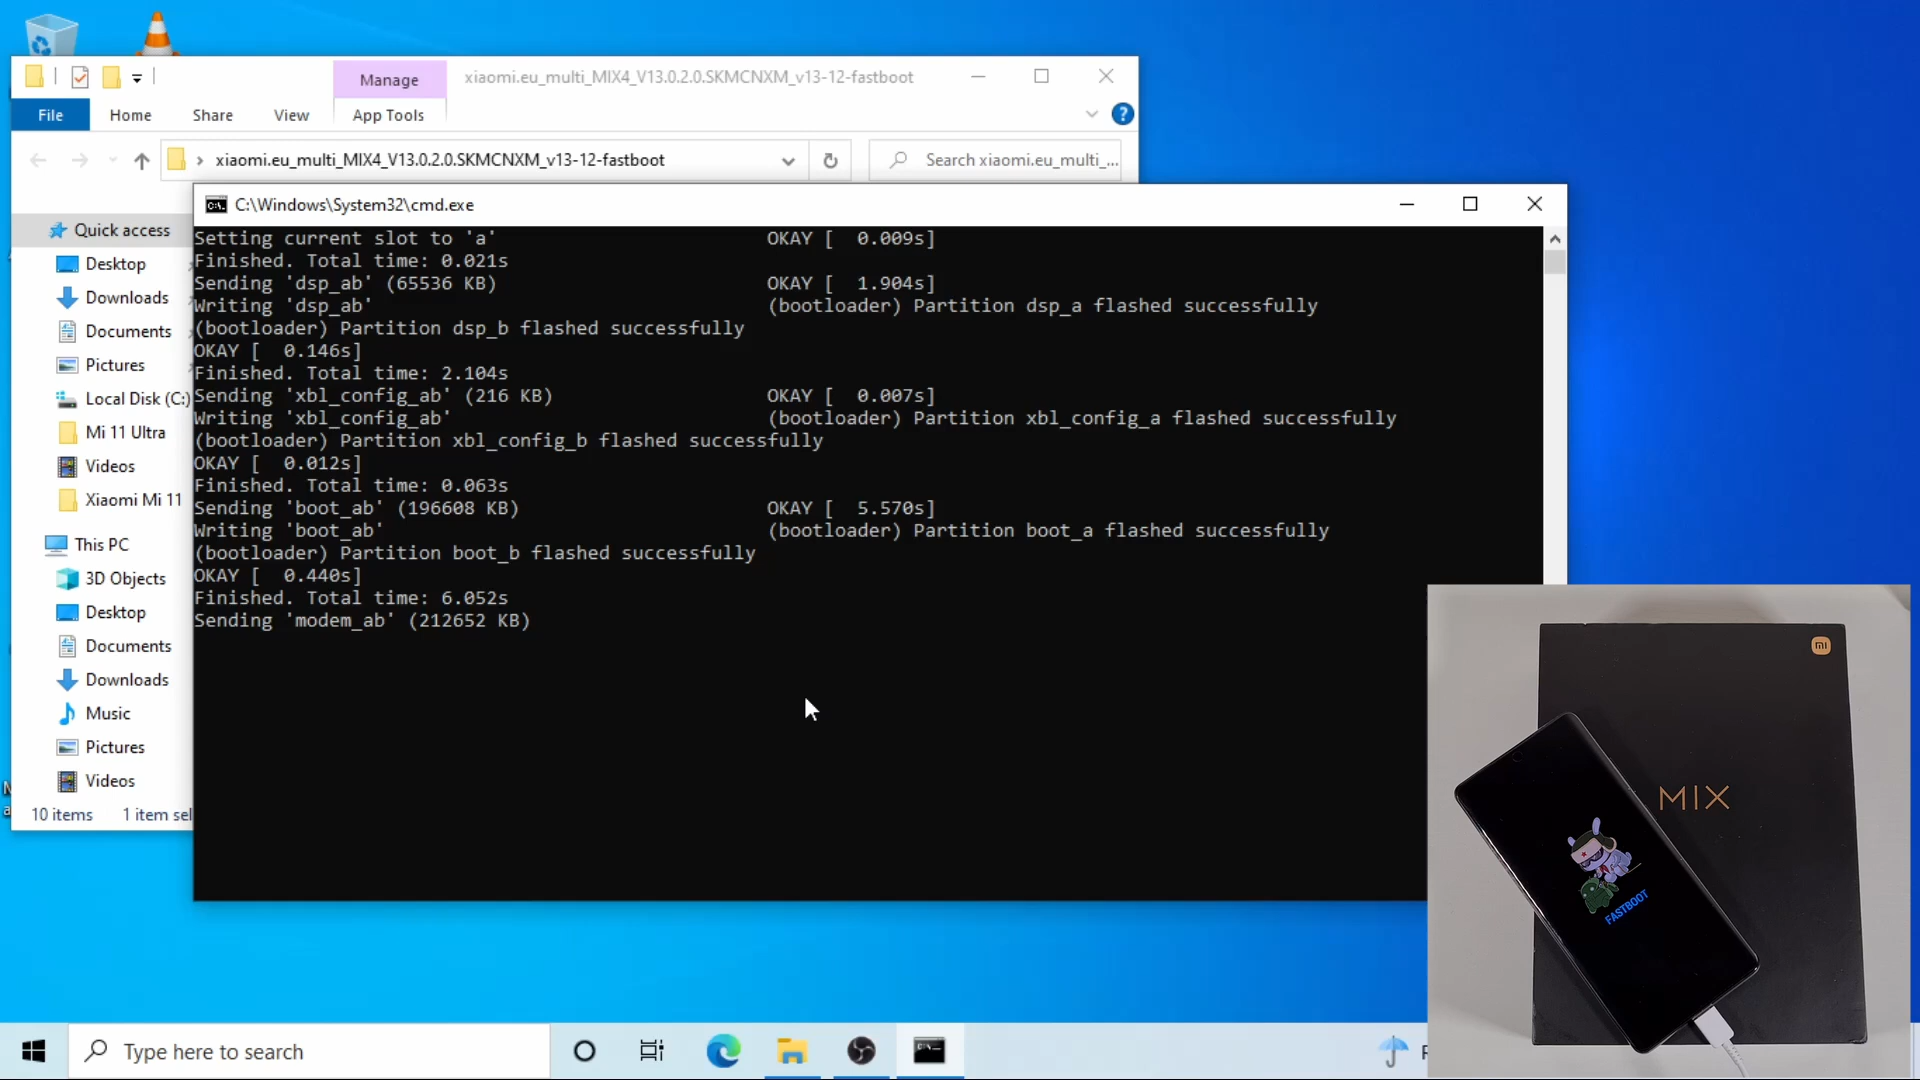 Manage
xiaomi.eu_multi_MIX4_V13.0.2.0.SKMCNXM_v13-12-fastboot
File
Home
Share
View
App Tools
?
xiaomi.eu_multi_MIX4_V13.0.2.0.SKMCNXM_v13-12-fastboot
Search xiaomi.eu_multi_...
C:\Windows\System32\cmd.exe
Quick access
Desktop
Downloads
Documents
Pictures
Local Disk (C:)
Mi 11 Ultra
Videos
Xiaomi Mi 11
This PC
3D Objects
Desktop
Documents
Downloads
Music
Pictures
Videos
10 items 1 item sel
Setting current slot to 'a' OKAY [ 0.009s]
Finished. Total time: 0.021s
Sending 'dsp_ab' (65536 KB) OKAY [ 1.904s]
Writing 'dsp_ab' (bootloader) Partition dsp_a flashed successfully
(bootloader) Partition dsp_b flashed successfully
OKAY [ 0.146s]
Finished. Total time: 2.104s
Sending 'xbl_config_ab' (216 KB) OKAY [ 0.007s]
Writing 'xbl_config_ab' (bootloader) Partition xbl_config_a flashed successfully
(bootloader) Partition xbl_config_b flashed successfully
OKAY [ 0.012s]
Finished. Total time: 0.063s
Sending 'boot_ab' (196608 KB) OKAY [ 5.570s]
Writing 'boot_ab' (bootloader) Partition boot_a flashed successfully
(bootloader) Partition boot_b flashed successfully
OKAY [ 0.440s]
Finished. Total time: 6.052s
Sending 'modem_ab' (212652 KB)
mi
MIX
FASTBOOT
Type here to search